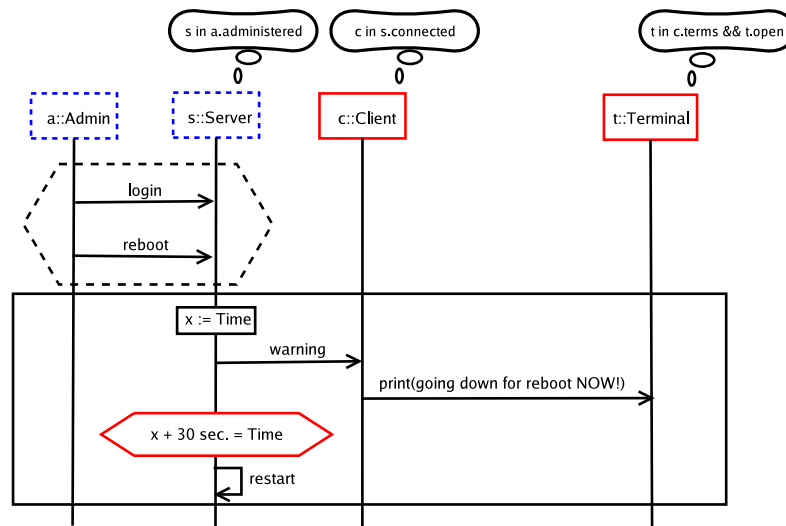 s in a.administered
c in s.connected
t in c.terms && t.open
a::Admin
s::Server
c::Client
t::Terminal
login
reboot
x := Time
warning
print(going down for reboot NOW!)
x + 30 sec. = Time
restart